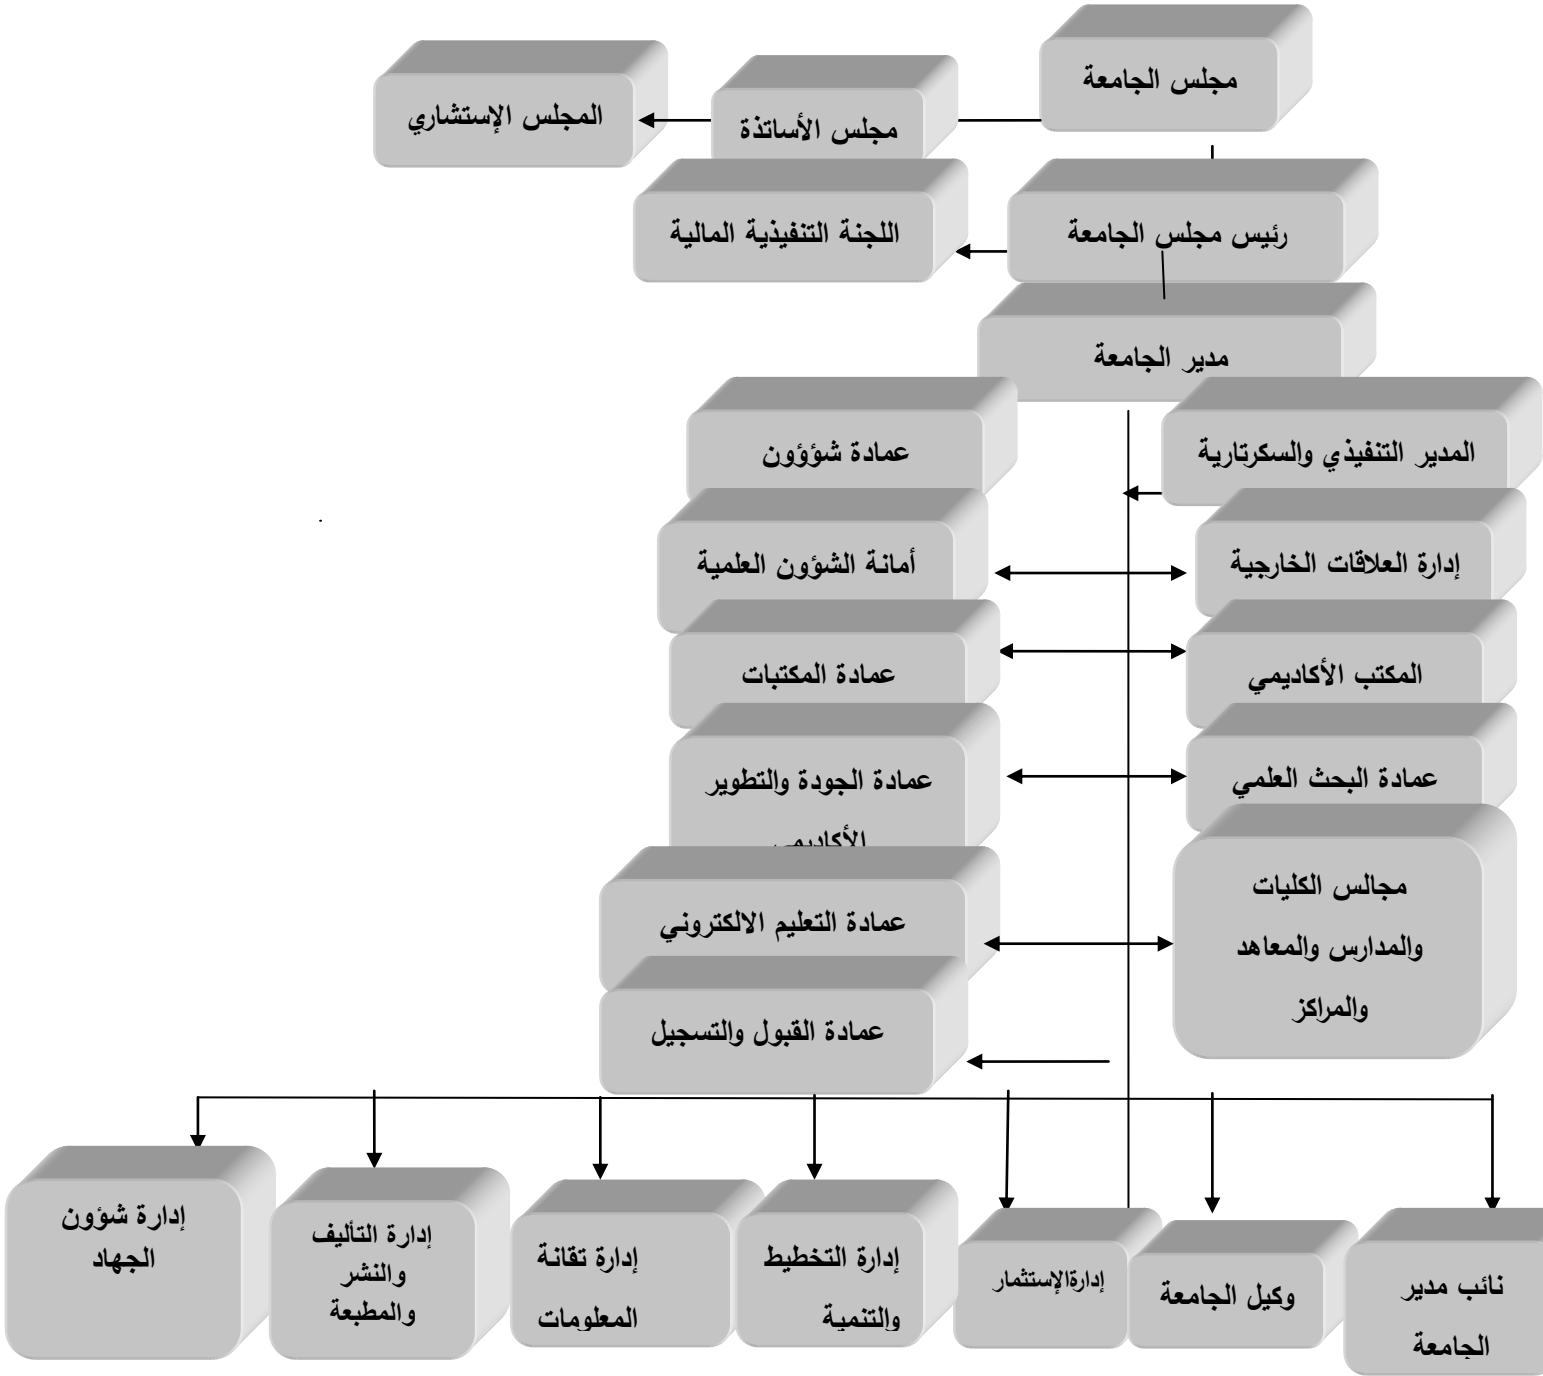 مجلس الجامعة
مجلس الأساتذة
المجلس الإستشاري
رئيس مجلس الجامعة
اللجنة التنفيذية المالية
مدير الجامعة
المدير التنفيذي والسكرتارية
عمادة شؤؤون
إدارة العلاقات الخارجية
أمانة الشؤون العلمية
المكتب الأكاديمي
عمادة المكتبات
عمادة البحث العلمي
عمادة الجودة والتطوير
الأكاديمي
مجالس الكليات
والمدارس والمعاهد
والمراكز
عمادة التعليم الالكتروني
عمادة القبول والتسجيل
نائب مدير
الجامعة
وكيل الجامعة
إدارةالإستثمار
إدارة التخطيط
والتنمية
إدارة تقانة
المعلومات
إدارة التأليف
والنشر
والمطبعة
إدارة شؤون
الجهاد